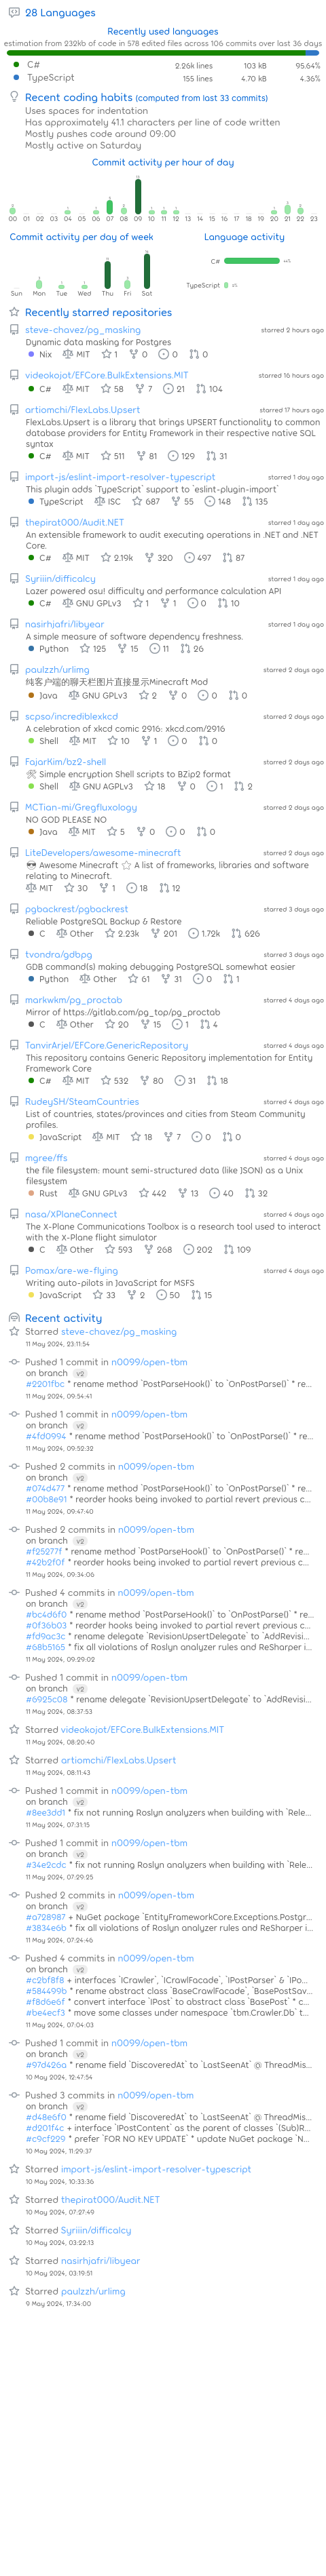 28 Languages
Recently used languages
estimation from 232kb of code in 578 edited files across 106 commits over last 36 days
C# 2.26k lines 103 kB 95.64%
TypeScript 155 lines 4.70 kB 4.36%
Recent coding habits (computed from last 33 commits)
Uses spaces for indentation
Has approximately 41.1 characters per line of code written
Mostly pushes code around 09:00
Mostly active on Saturday
Commit activity per hour of day
00 01 02 03 04 05 06 07 08 09 10 11 12 13 14 15 16 17 18 19 20 21 22 23
Commit activity per day of week
Language activity
C#
TypeScript
Sun Mon Tue Wed Thu Fri Sat
Recently starred repositories
steve-chavez/pg_masking starred 2 hours ago
Dynamic data masking for Postgres
Nix MIT 1 0 0 0
videokojot/EFCore.BulkExtensions.MIT starred 16 hours ago
C# MIT 58 7 21 104
artiomchi/FlexLabs.Upsert starred 17 hours ago
FlexLabs.Upsert is a library that brings UPSERT functionality to common
database providers for Entity Framework in their respective native SQL
syntax
C# MIT 511 81 129 31
import-js/eslint-import-resolver-typescript starred 1 day ago
This plugin adds `TypeScript` support to `eslint-plugin-import`
TypeScript ISC 687 55 148 135
thepirat000/Audit.NET starred 1 day ago
An extensible framework to audit executing operations in .NET and .NET
Core.
C# MIT 2.19k 320 497 87
Syriiin/difficalcy starred 1 day ago
Lazer powered osu! difficulty and performance calculation API
C# GNU GPLv3 1 1 0 10
nasirhjafri/libyear starred 1 day ago
A simple measure of software dependency freshness.
Python MIT 125 15 11 26
paulzzh/urlimg starred 2 days ago
纯客户端的聊天栏图片直接显示Minecraft Mod
Java GNU GPLv3 2 0 0 0
scpso/incrediblexkcd starred 2 days ago
A celebration of xkcd comic 2916: xkcd.com/2916
Shell MIT 10 1 0 0
FajarKim/bz2-shell starred 2 days ago
🛠 Simple encryption Shell scripts to BZip2 format
Shell GNU AGPLv3 18 0 1 2
MCTian-mi/Gregfluxology starred 2 days ago
NO GOD PLEASE NO
Java MIT 5 0 0 0
LiteDevelopers/awesome-minecraft starred 2 days ago
😎 Awesome Minecraft ⭐ A list of frameworks, libraries and software
relating to Minecraft.
MIT 30 1 18 12
pgbackrest/pgbackrest starred 3 days ago
Reliable PostgreSQL Backup & Restore
C Other 2.23k 201 1.72k 626
tvondra/gdbpg starred 3 days ago
GDB command(s) making debugging PostgreSQL somewhat easier
Python Other 61 31 0 1
markwkm/pg_proctab starred 4 days ago
Mirror of https://gitlab.com/pg_top/pg_proctab
C Other 20 15 1 4
TanvirArjel/EFCore.GenericRepository starred 4 days ago
This repository contains Generic Repository implementation for Entity
Framework Core
C# MIT 532 80 31 18
RudeySH/SteamCountries starred 4 days ago
List of countries, states/provinces and cities from Steam Community
profiles.
JavaScript MIT 18 7 0 0
mgree/ffs starred 4 days ago
the file filesystem: mount semi-structured data (like JSON) as a Unix
filesystem
Rust GNU GPLv3 442 13 40 32
nasa/XPlaneConnect starred 4 days ago
The X-Plane Communications Toolbox is a research tool used to interact
with the X-Plane flight simulator
C Other 593 268 202 109
Pomax/are-we-flying starred 4 days ago
Writing auto-pilots in JavaScript for MSFS
JavaScript 33 2 50 15
Recent activity
Starred steve-chavez/pg_masking
11 May 2024, 23:11:54
Pushed 1 commit in n0099/open-tbm
on branch v2
#2201fbc * rename method `PostParseHook()` to `OnPostParse()` * re...
11 May 2024, 09:54:41
Pushed 1 commit in n0099/open-tbm
on branch v2
#4fd0994 * rename method `PostParseHook()` to `OnPostParse()` * re...
11 May 2024, 09:52:32
Pushed 2 commits in n0099/open-tbm
on branch v2
#074d477 * rename method `PostParseHook()` to `OnPostParse()` * re...
#00b8e91 * reorder hooks being invoked to partial revert previous c...
11 May 2024, 09:47:40
Pushed 2 commits in n0099/open-tbm
on branch v2
#f25277f * rename method `PostParseHook()` to `OnPostParse()` * re...
#42b2f0f * reorder hooks being invoked to partial revert previous c...
11 May 2024, 09:34:06
Pushed 4 commits in n0099/open-tbm
on branch v2
#bc4d6f0 * rename method `PostParseHook()` to `OnPostParse()` * re...
#0f36b03 * reorder hooks being invoked to partial revert previous c...
#fd9ac3c * rename delegate `RevisionUpsertDelegate` to `AddRevisi...
#68b5165 * fix all violations of Roslyn analyzer rules and ReSharper i...
11 May 2024, 09:29:02
Pushed 1 commit in n0099/open-tbm
on branch v2
#6925c08 * rename delegate `RevisionUpsertDelegate` to `AddRevisi...
11 May 2024, 08:37:53
Starred videokojot/EFCore.BulkExtensions.MIT
11 May 2024, 08:20:40
Starred artiomchi/FlexLabs.Upsert
11 May 2024, 08:11:43
Pushed 1 commit in n0099/open-tbm
on branch v2
#8ee3dd1 * fix not running Roslyn analyzers when building with `Rele...
11 May 2024, 07:31:15
Pushed 1 commit in n0099/open-tbm
on branch v2
#34e2cdc * fix not running Roslyn analyzers when building with `Rele...
11 May 2024, 07:29:25
Pushed 2 commits in n0099/open-tbm
on branch v2
#a728987 + NuGet package `EntityFrameworkCore.Exceptions.Postgr...
#3834e6b * fix all violations of Roslyn analyzer rules and ReSharper i...
11 May 2024, 07:24:46
Pushed 4 commits in n0099/open-tbm
on branch v2
#c2bf8f8 + interfaces `ICrawler`, `ICrawlFacade`, `IPostParser` & `IPo...
#584499b * rename abstract class `BaseCrawlFacade`, `BasePostSav...
#f8d6e6f * convert interface `IPost` to abstract class `BasePost` * c...
#be4ecf3 * move some classes under namespace `tbm.Crawler.Db` t...
11 May 2024, 07:04:03
Pushed 1 commit in n0099/open-tbm
on branch v2
#97d426a * rename field `DiscoveredAt` to `LastSeenAt` @ ThreadMis...
10 May 2024, 12:47:54
Pushed 3 commits in n0099/open-tbm
on branch v2
#d48e6f0 * rename field `DiscoveredAt` to `LastSeenAt` @ ThreadMis...
#d201f4c + interface `IPostContent` as the parent of classes `(Sub)R...
#c9cf229 * prefer `FOR NO KEY UPDATE` * update NuGet package `N...
10 May 2024, 11:29:37
Starred import-js/eslint-import-resolver-typescript
10 May 2024, 10:33:36
Starred thepirat000/Audit.NET
10 May 2024, 07:27:49
Starred Syriiin/difficalcy
10 May 2024, 03:22:13
Starred nasirhjafri/libyear
10 May 2024, 03:19:51
Starred paulzzh/urlimg
9 May 2024, 17:34:00